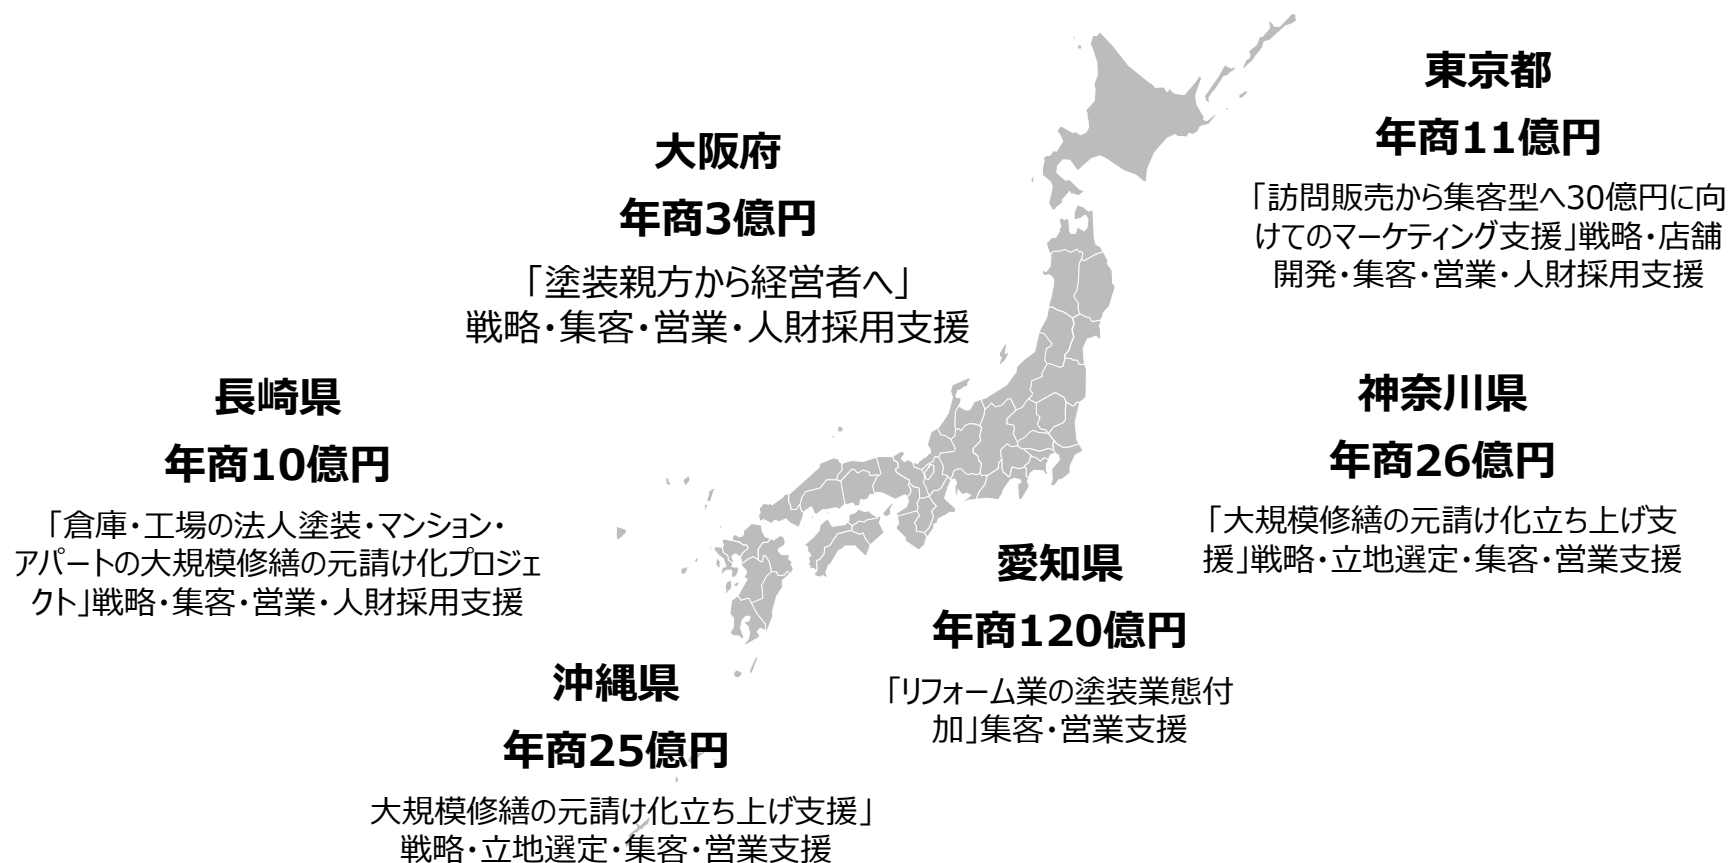 東京都
年商11億円
「訪問販売から集客型へ30億円に向
けてのマーケティング支援」戦略・店舗
開発・集客・営業・人財採用支援
大阪府
年商3億円
「塗装親方から経営者へ」
戦略・集客・営業・人財採用支援
長崎県
年商10億円
「倉庫・工場の法人塗装・マンション・
アパートの大規模修繕の元請け化プロジェ
クト」戦略・集客・営業・人財採用支援
神奈川県
年商26億円
「大規模修繕の元請け化立ち上げ支
援」戦略・立地選定・集客・営業支援
愛知県
年商120億円
「リフォーム業の塗装業態付
加」集客・営業支援
沖縄県
年商25億円
大規模修繕の元請け化立ち上げ支援」
戦略・立地選定・集客・営業支援